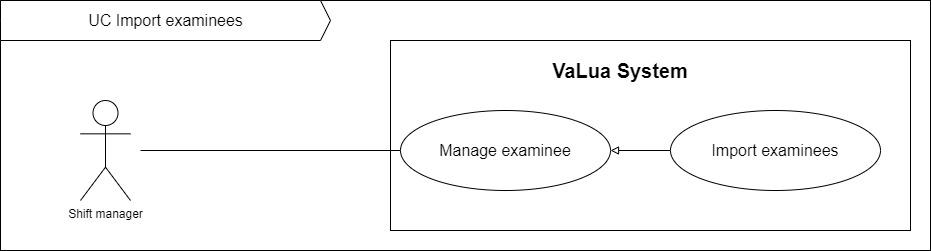 UC Import examinees
VaLua System
Manage examinee
Import examinees
Shift manager